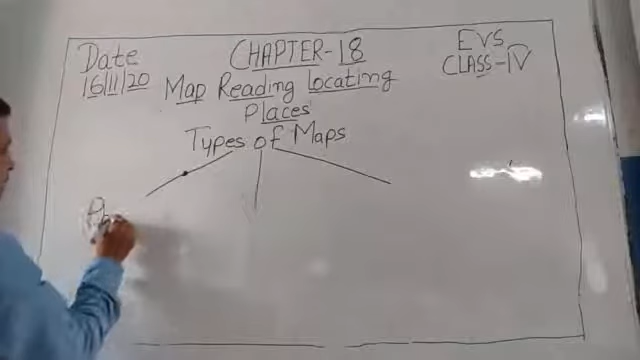 Date
16/11/20
CHAPTER-18
EVS
CLASS-IV
Map Reading Locating
Places
Types of Maps